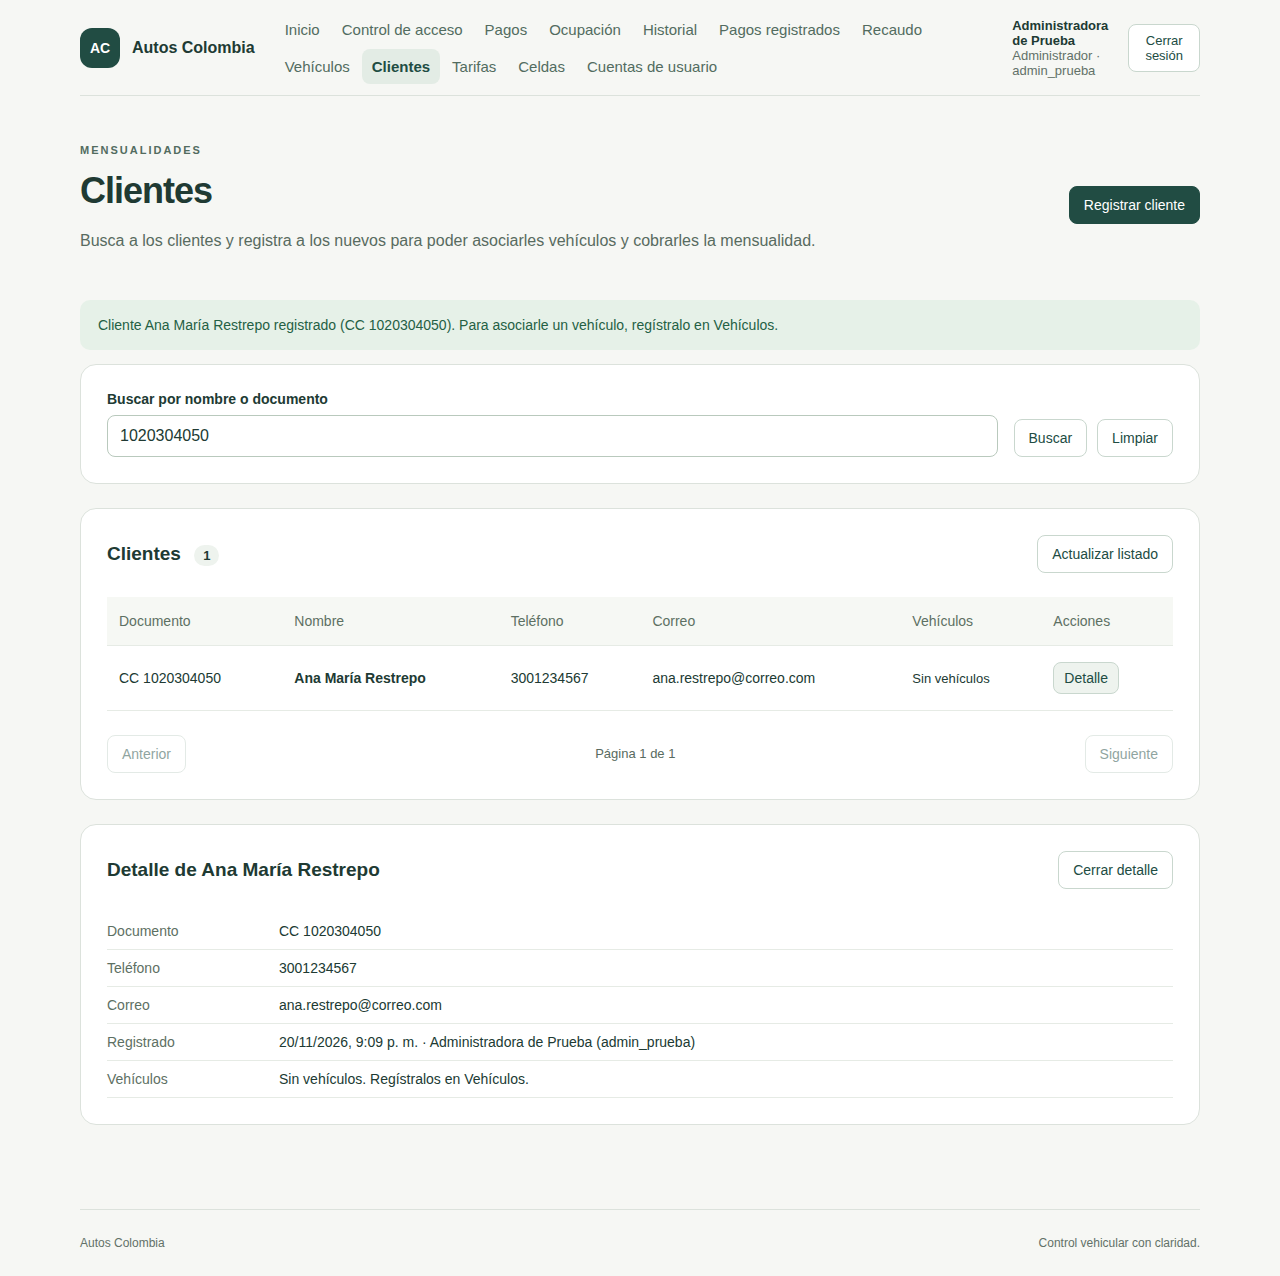 AC
Autos Colombia
Inicio Control de acceso Pagos Ocupación Historial Pagos registrados Recaudo
Vehículos Clientes Tarifas Celdas Cuentas de usuario
Administradora de Prueba
Administrador · admin_prueba
Cerrar sesión
MENSUALIDADES
Clientes
Registrar cliente
Busca a los clientes y registra a los nuevos para poder asociarles vehículos y cobrarles la mensualidad.
Cliente Ana María Restrepo registrado (CC 1020304050). Para asociarle un vehículo, regístralo en Vehículos.
Buscar por nombre o documento
1020304050 Buscar Limpiar
Clientes 1 Actualizar listado
Documento Nombre Teléfono Correo Vehículos Acciones
CC 1020304050 Ana María Restrepo 3001234567 ana.restrepo@correo.com Sin vehículos Detalle
Anterior Página 1 de 1 Siguiente
Detalle de Ana María Restrepo Cerrar detalle
Documento CC 1020304050
Teléfono 3001234567
Correo ana.restrepo@correo.com
Registrado 20/11/2026, 9:09 p. m. · Administradora de Prueba (admin_prueba)
Vehículos Sin vehículos. Regístralos en Vehículos.
Autos Colombia Control vehicular con claridad.